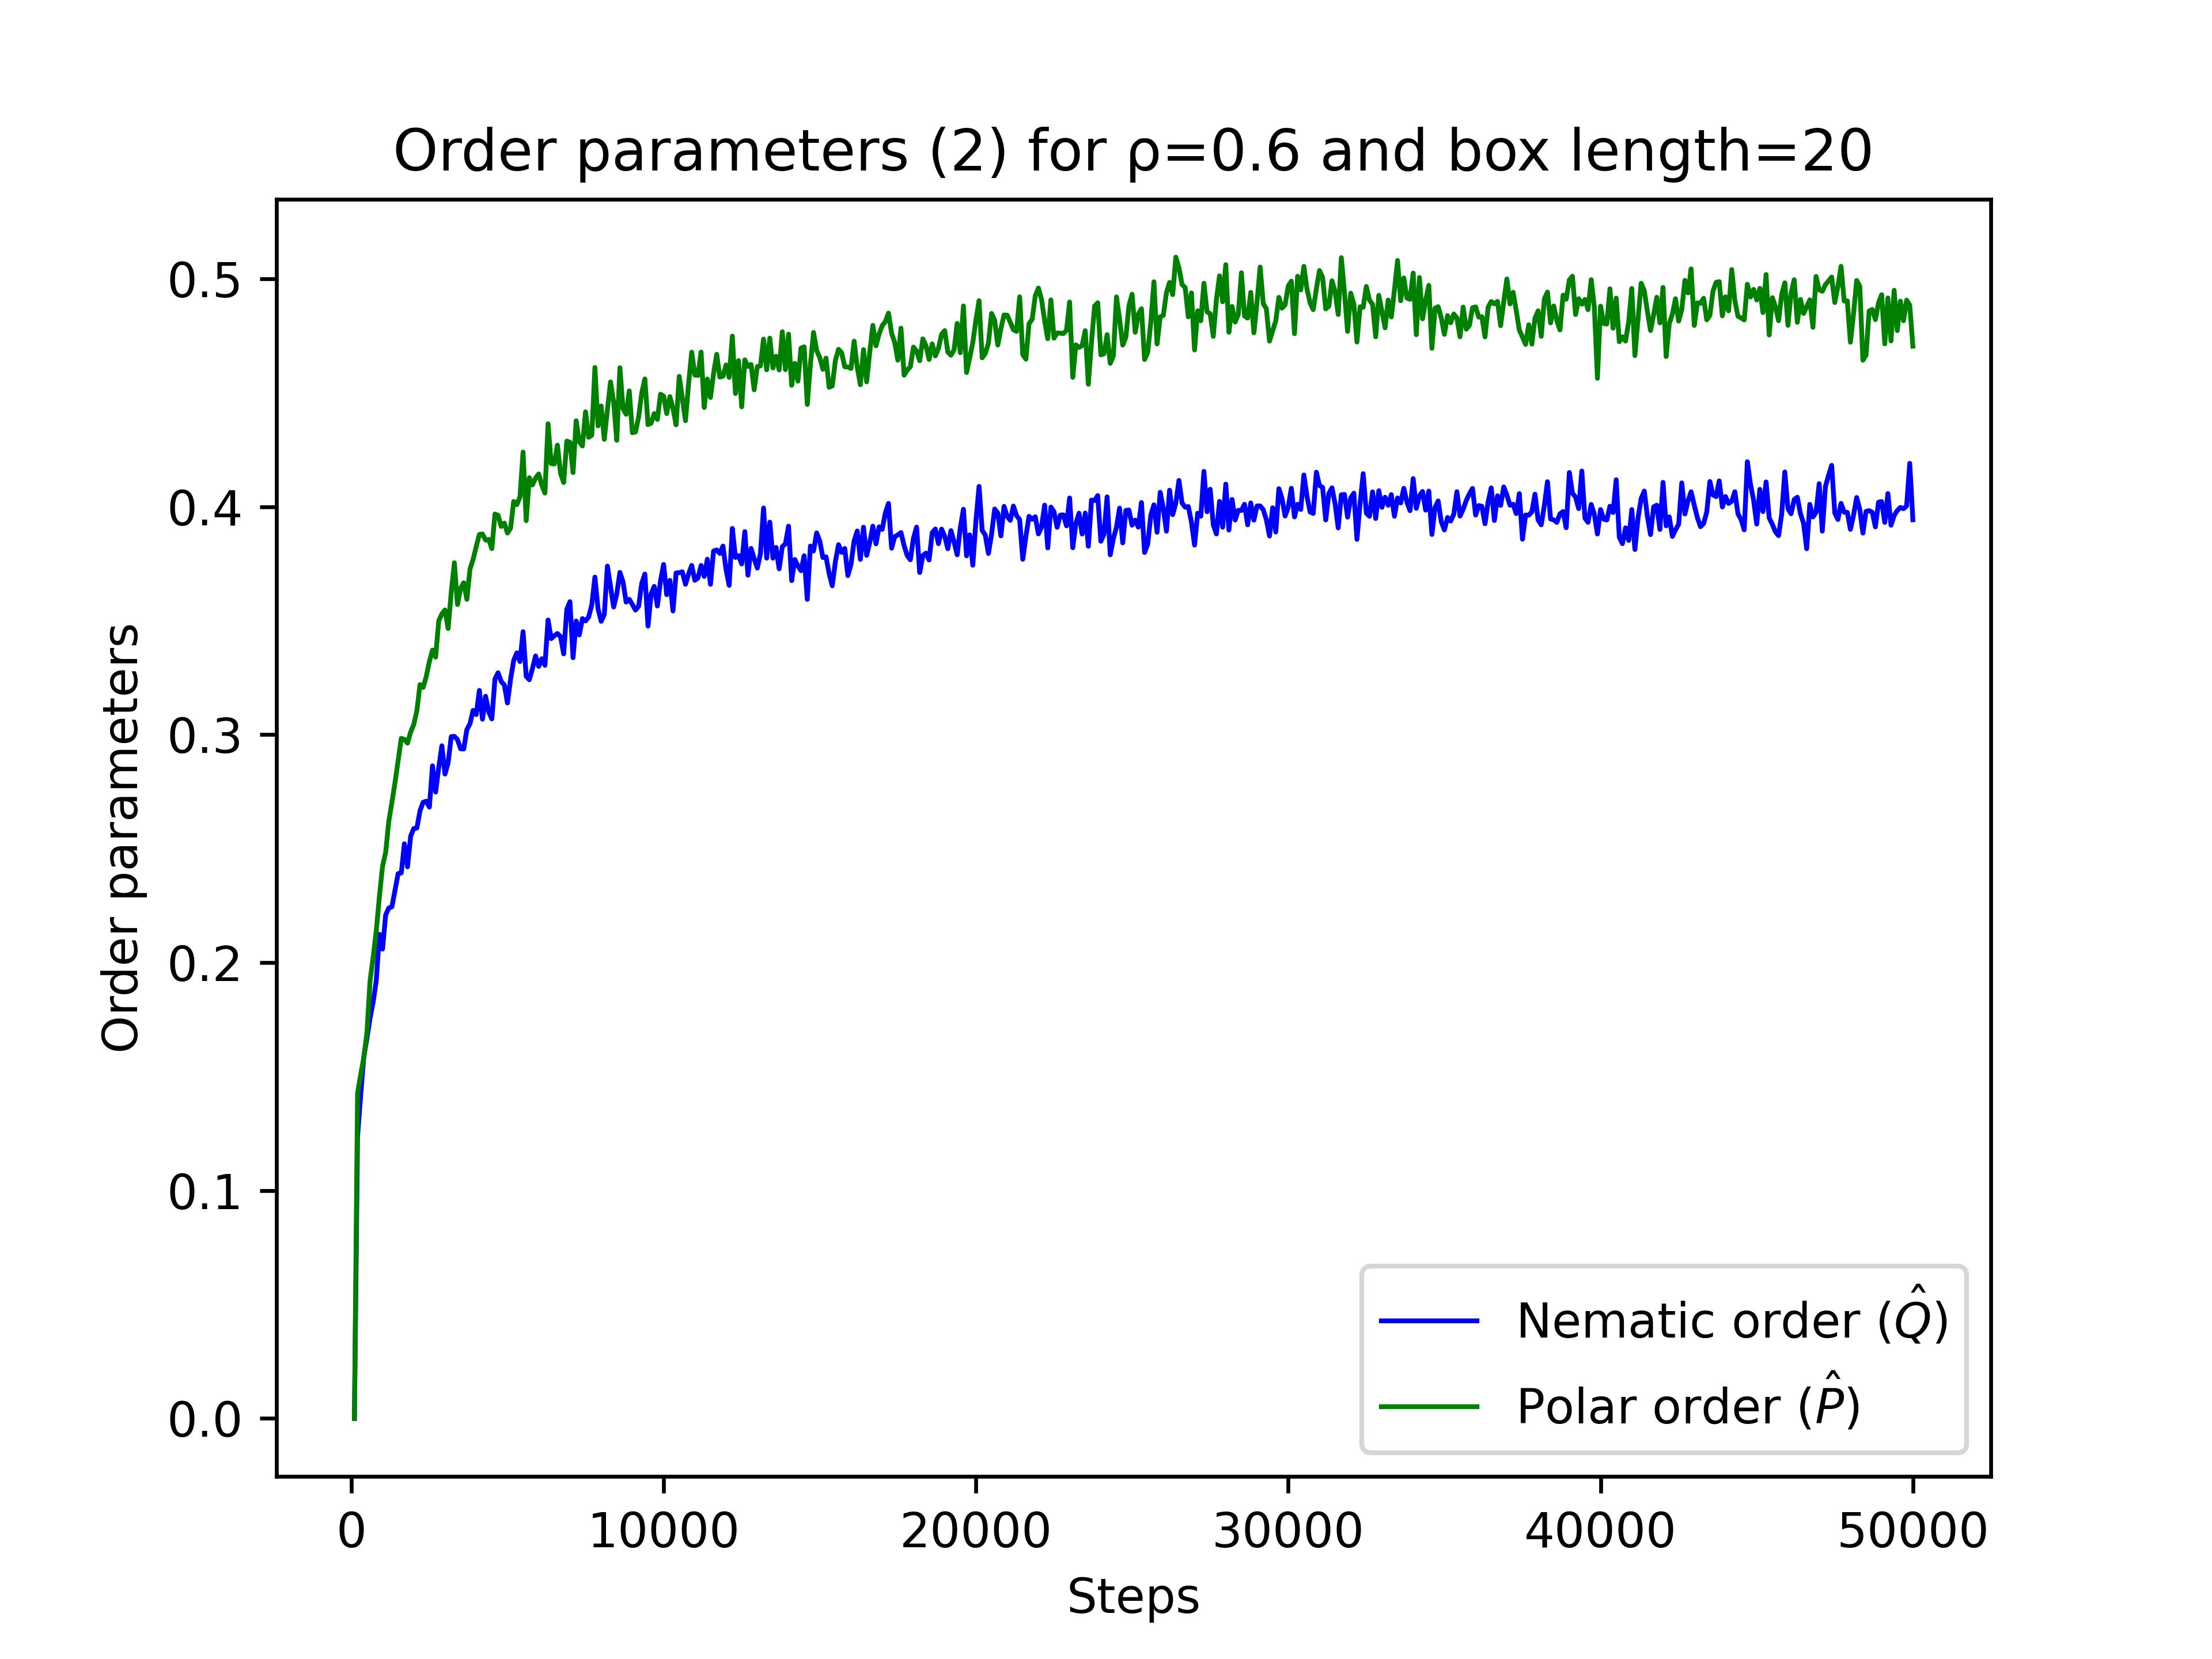 Order parameters (2) for ρ=0.6 and box length=20
Order parameters
0.5
0.4
0.3
0.2
0.1
0.0
Nematic order (Q̂)
Polar order (P̂)
0 10000 20000 30000 40000 50000
Steps